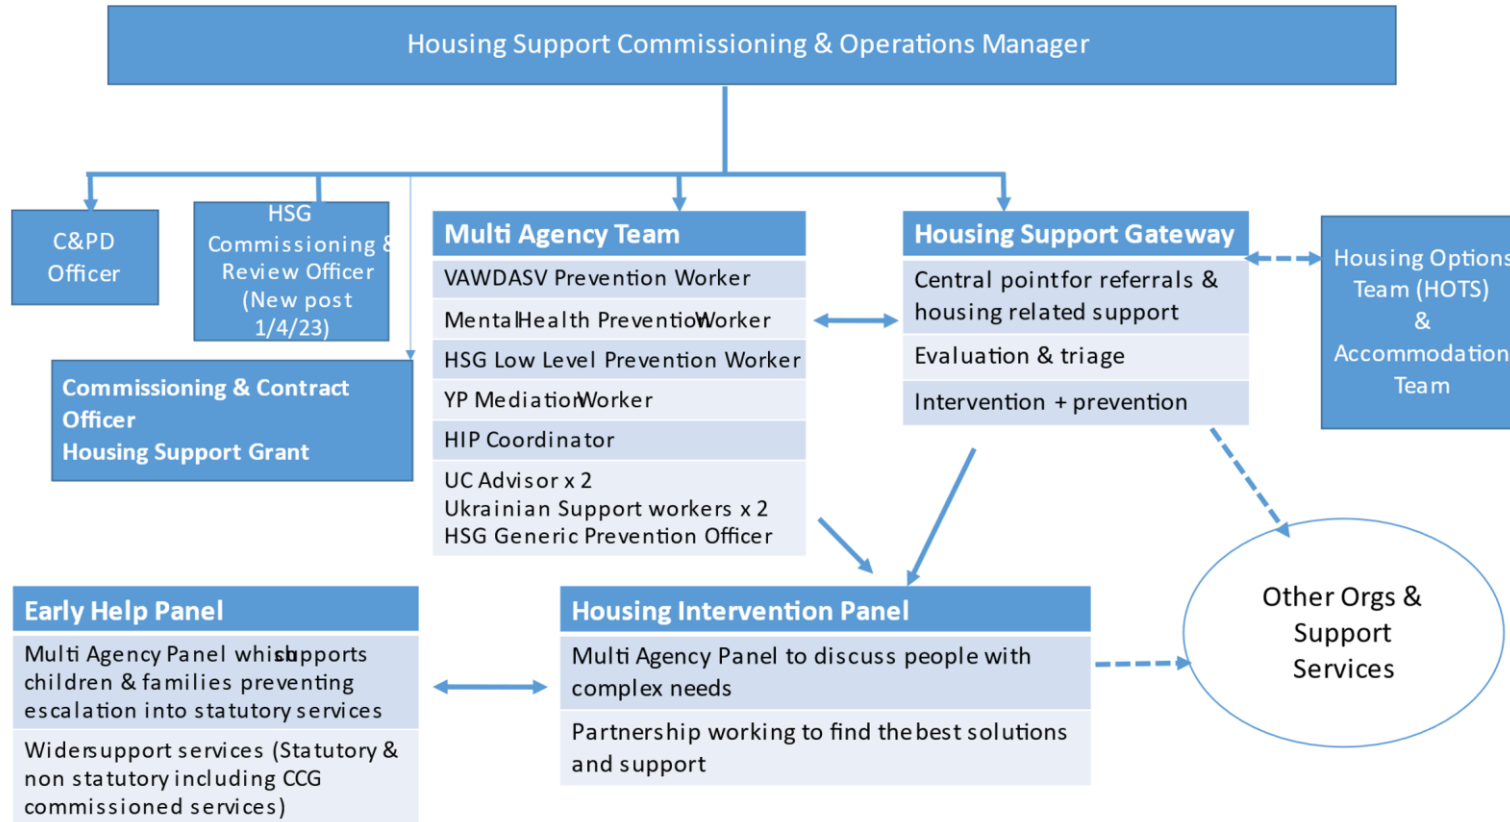 Housing Support Commissioning & Operations Manager
C&PD
Officer
HSG
Commissioning &
Review Officer
(New post
1/4/23)
Commissioning & Contract
Officer
Housing Support Grant
Multi Agency Team
VAWDASV Prevention Worker
Mental Health Prevention Worker
HSG Low Level Prevention Worker
YP Mediation Worker
HIP Coordinator
UC Advisor x 2
Ukrainian Support workers x 2
HSG Generic Prevention Officer
Housing Support Gateway
Central point for referrals &
housing related support
Evaluation & triage
Intervention + prevention
Housing Options
Team (HOTS)
&
Accommodation
Team
Early Help Panel
Multi Agency Panel which supports
children & families preventing
escalation into statutory services
Wider support services (Statutory &
non statutory including CCG
commissioned services)
Housing Intervention Panel
Multi Agency Panel to discuss people with
complex needs
Partnership working to find the best solutions
and support
Other Orgs &
Support
Services